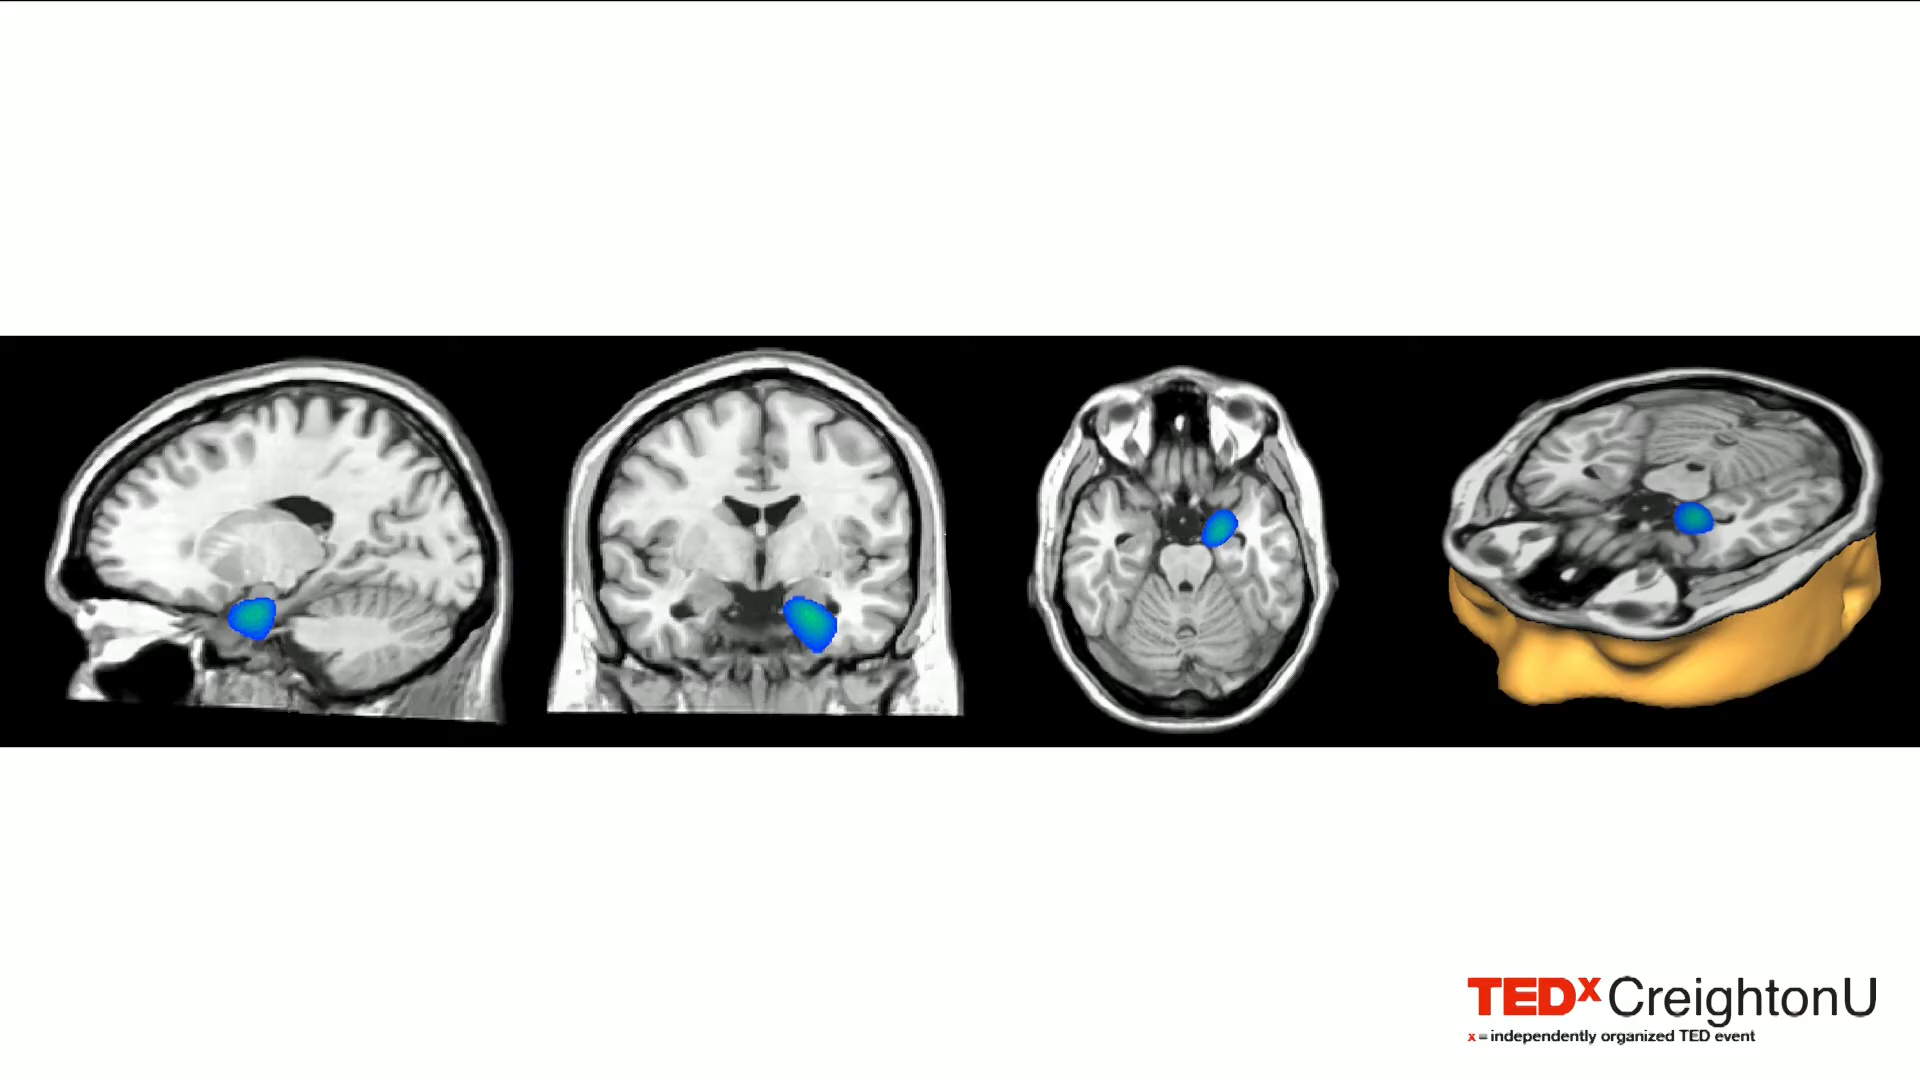 TEDx CreightonU
x = independently organized TED event